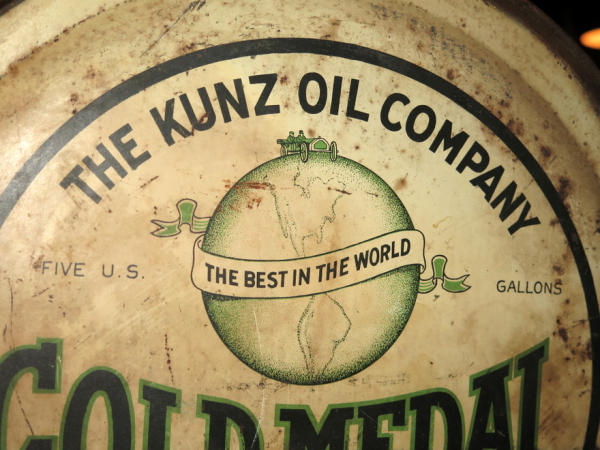 THE KUNZ OIL COMPANY
THE BEST IN THE WORLD
FIVE U.S. GALLONS
GOLD MEDAL